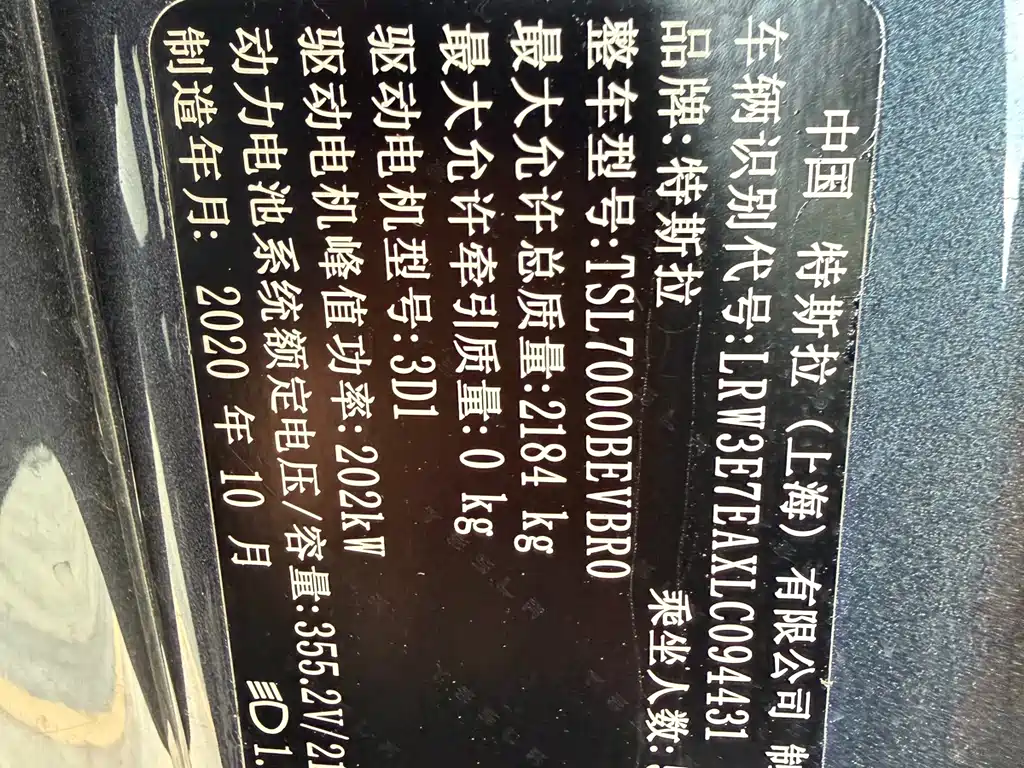 中国 特斯拉(上海)有限公司 制
车辆识别代号:LRW3E7EAXLC094431
品牌:特斯拉 乘坐人数:
整车型号:TSL7000BEVBR0
最大允许总质量:2184 kg
最大允许牵引质量:0 kg
驱动电机型号:3D1
驱动电机峰值功率:202kW
动力电池系统额定电压/容量:355.2V/
制造年月: 2020 年 10 月 1.